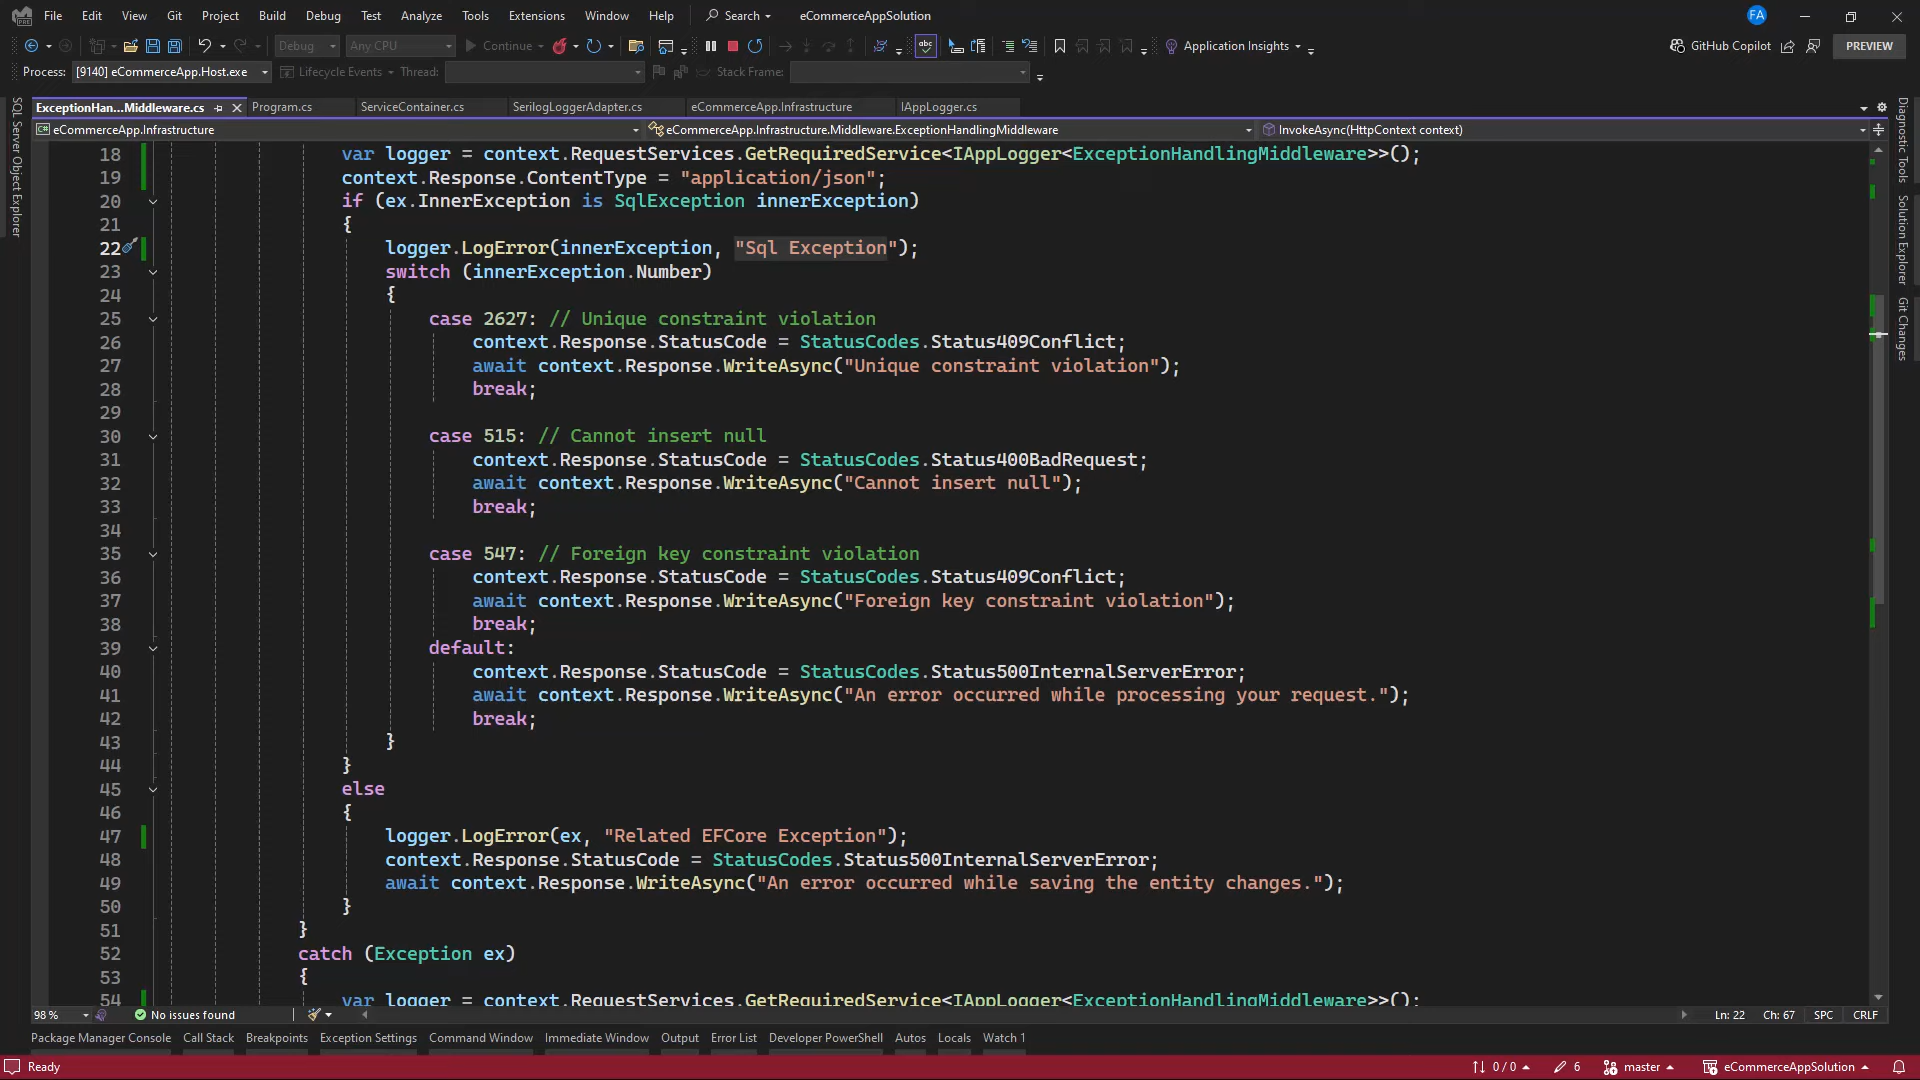 File Edit View Git Project Build Debug Test Analyze Tools Extensions Window Help Search eCommerceAppSolution FA
Debug Any CPU Continue Application Insights GitHub Copilot PREVIEW
Process: [9140] eCommerceApp.Host.exe Lifecycle Events Thread: Stack Frame:
ExceptionHan...Middleware.cs Program.cs ServiceContainer.cs SerilogLoggerAdapter.cs eCommerceApp.Infrastructure IAppLogger.cs
eCommerceApp.Infrastructure eCommerceApp.Infrastructure.Middleware.ExceptionHandlingMiddleware InvokeAsync(HttpContext context)
SQL Server Object Explorer
18 var logger = context.RequestServices.GetRequiredService<IAppLogger<ExceptionHandlingMiddleware>>();
19 context.Response.ContentType = "application/json";
20 if (ex.InnerException is SqlException innerException)
21 {
22 logger.LogError(innerException, "Sql Exception");
23 switch (innerException.Number)
24 {
25 case 2627: // Unique constraint violation
26 context.Response.StatusCode = StatusCodes.Status409Conflict;
27 await context.Response.WriteAsync("Unique constraint violation");
28 break;
29
30 case 515: // Cannot insert null
31 context.Response.StatusCode = StatusCodes.Status400BadRequest;
32 await context.Response.WriteAsync("Cannot insert null");
33 break;
34
35 case 547: // Foreign key constraint violation
36 context.Response.StatusCode = StatusCodes.Status409Conflict;
37 await context.Response.WriteAsync("Foreign key constraint violation");
38 break;
39 default:
40 context.Response.StatusCode = StatusCodes.Status500InternalServerError;
41 await context.Response.WriteAsync("An error occurred while processing your request.");
42 break;
43 }
44 }
45 else
46 {
47 logger.LogError(ex, "Related EFCore Exception");
48 context.Response.StatusCode = StatusCodes.Status500InternalServerError;
49 await context.Response.WriteAsync("An error occurred while saving the entity changes.");
50 }
51 }
52 catch (Exception ex)
53 {
54 var logger = context.RequestServices.GetRequiredService<IAppLogger<ExceptionHandlingMiddleware>>();
Diagnostic Tools
Solution Explorer
Git Changes
98 % No issues found Ln: 22 Ch: 67 SPC CRLF
Package Manager Console Call Stack Breakpoints Exception Settings Command Window Immediate Window Output Error List Developer PowerShell Autos Locals Watch 1
Ready 0 / 0 6 master eCommerceAppSolution